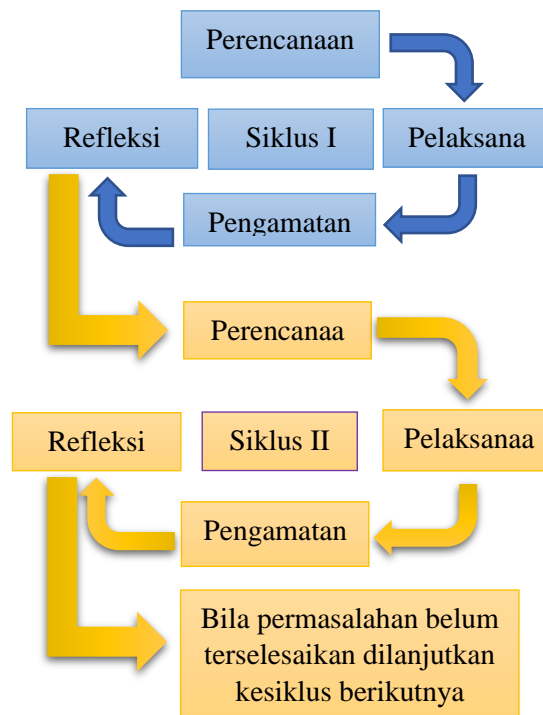 Perencanaan
Refleksi
Siklus I
Pelaksana
Pengamatan
Perencanaa
Refleksi
Siklus II
Pelaksanaa
Pengamatan
Bila permasalahan belum
terselesaikan dilanjutkan
kesiklus berikutnya